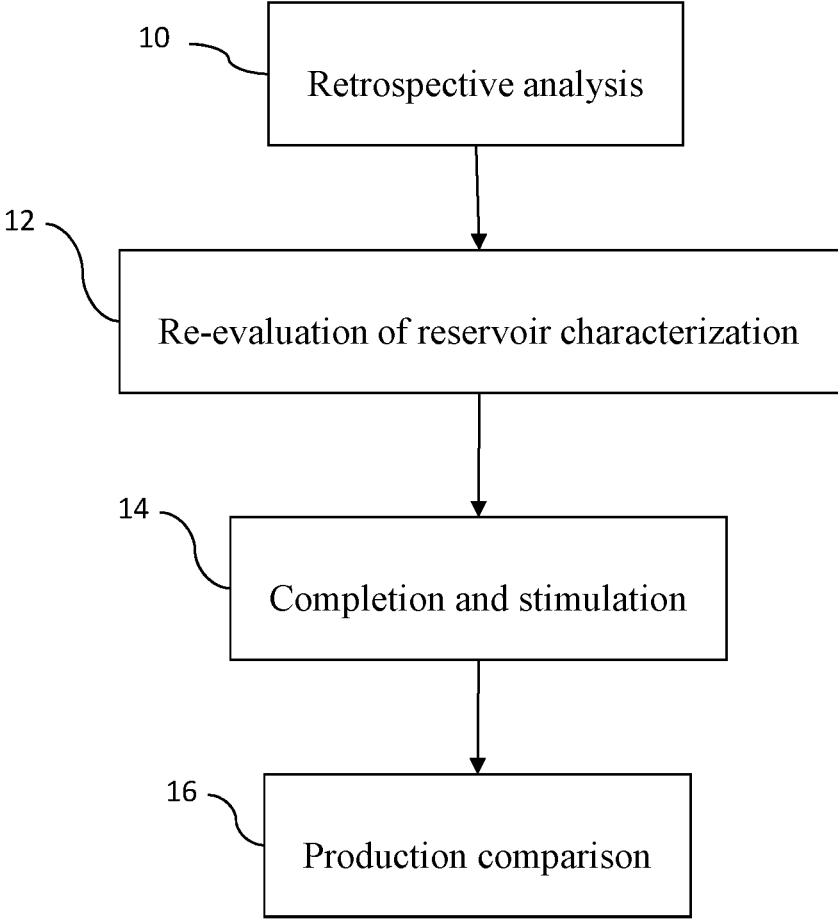 10
Retrospective analysis
12
Re-evaluation of reservoir characterization
14
Completion and stimulation
16
Production comparison